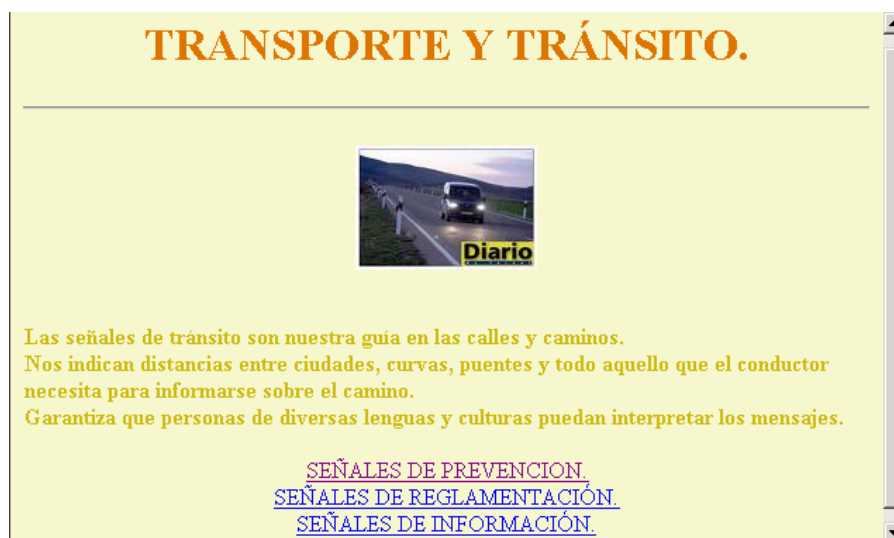 TRANSPORTE Y TRÁNSITO.
Diario
Las señales de tránsito son nuestra guía en las calles y caminos.
Nos indican distancias entre ciudades, curvas, puentes y todo aquello que el conductor
necesita para informarse sobre el camino.
Garantiza que personas de diversas lenguas y culturas puedan interpretar los mensajes.
SEÑALES DE PREVENCION.
SEÑALES DE REGLAMENTACIÓN.
SEÑALES DE INFORMACIÓN.